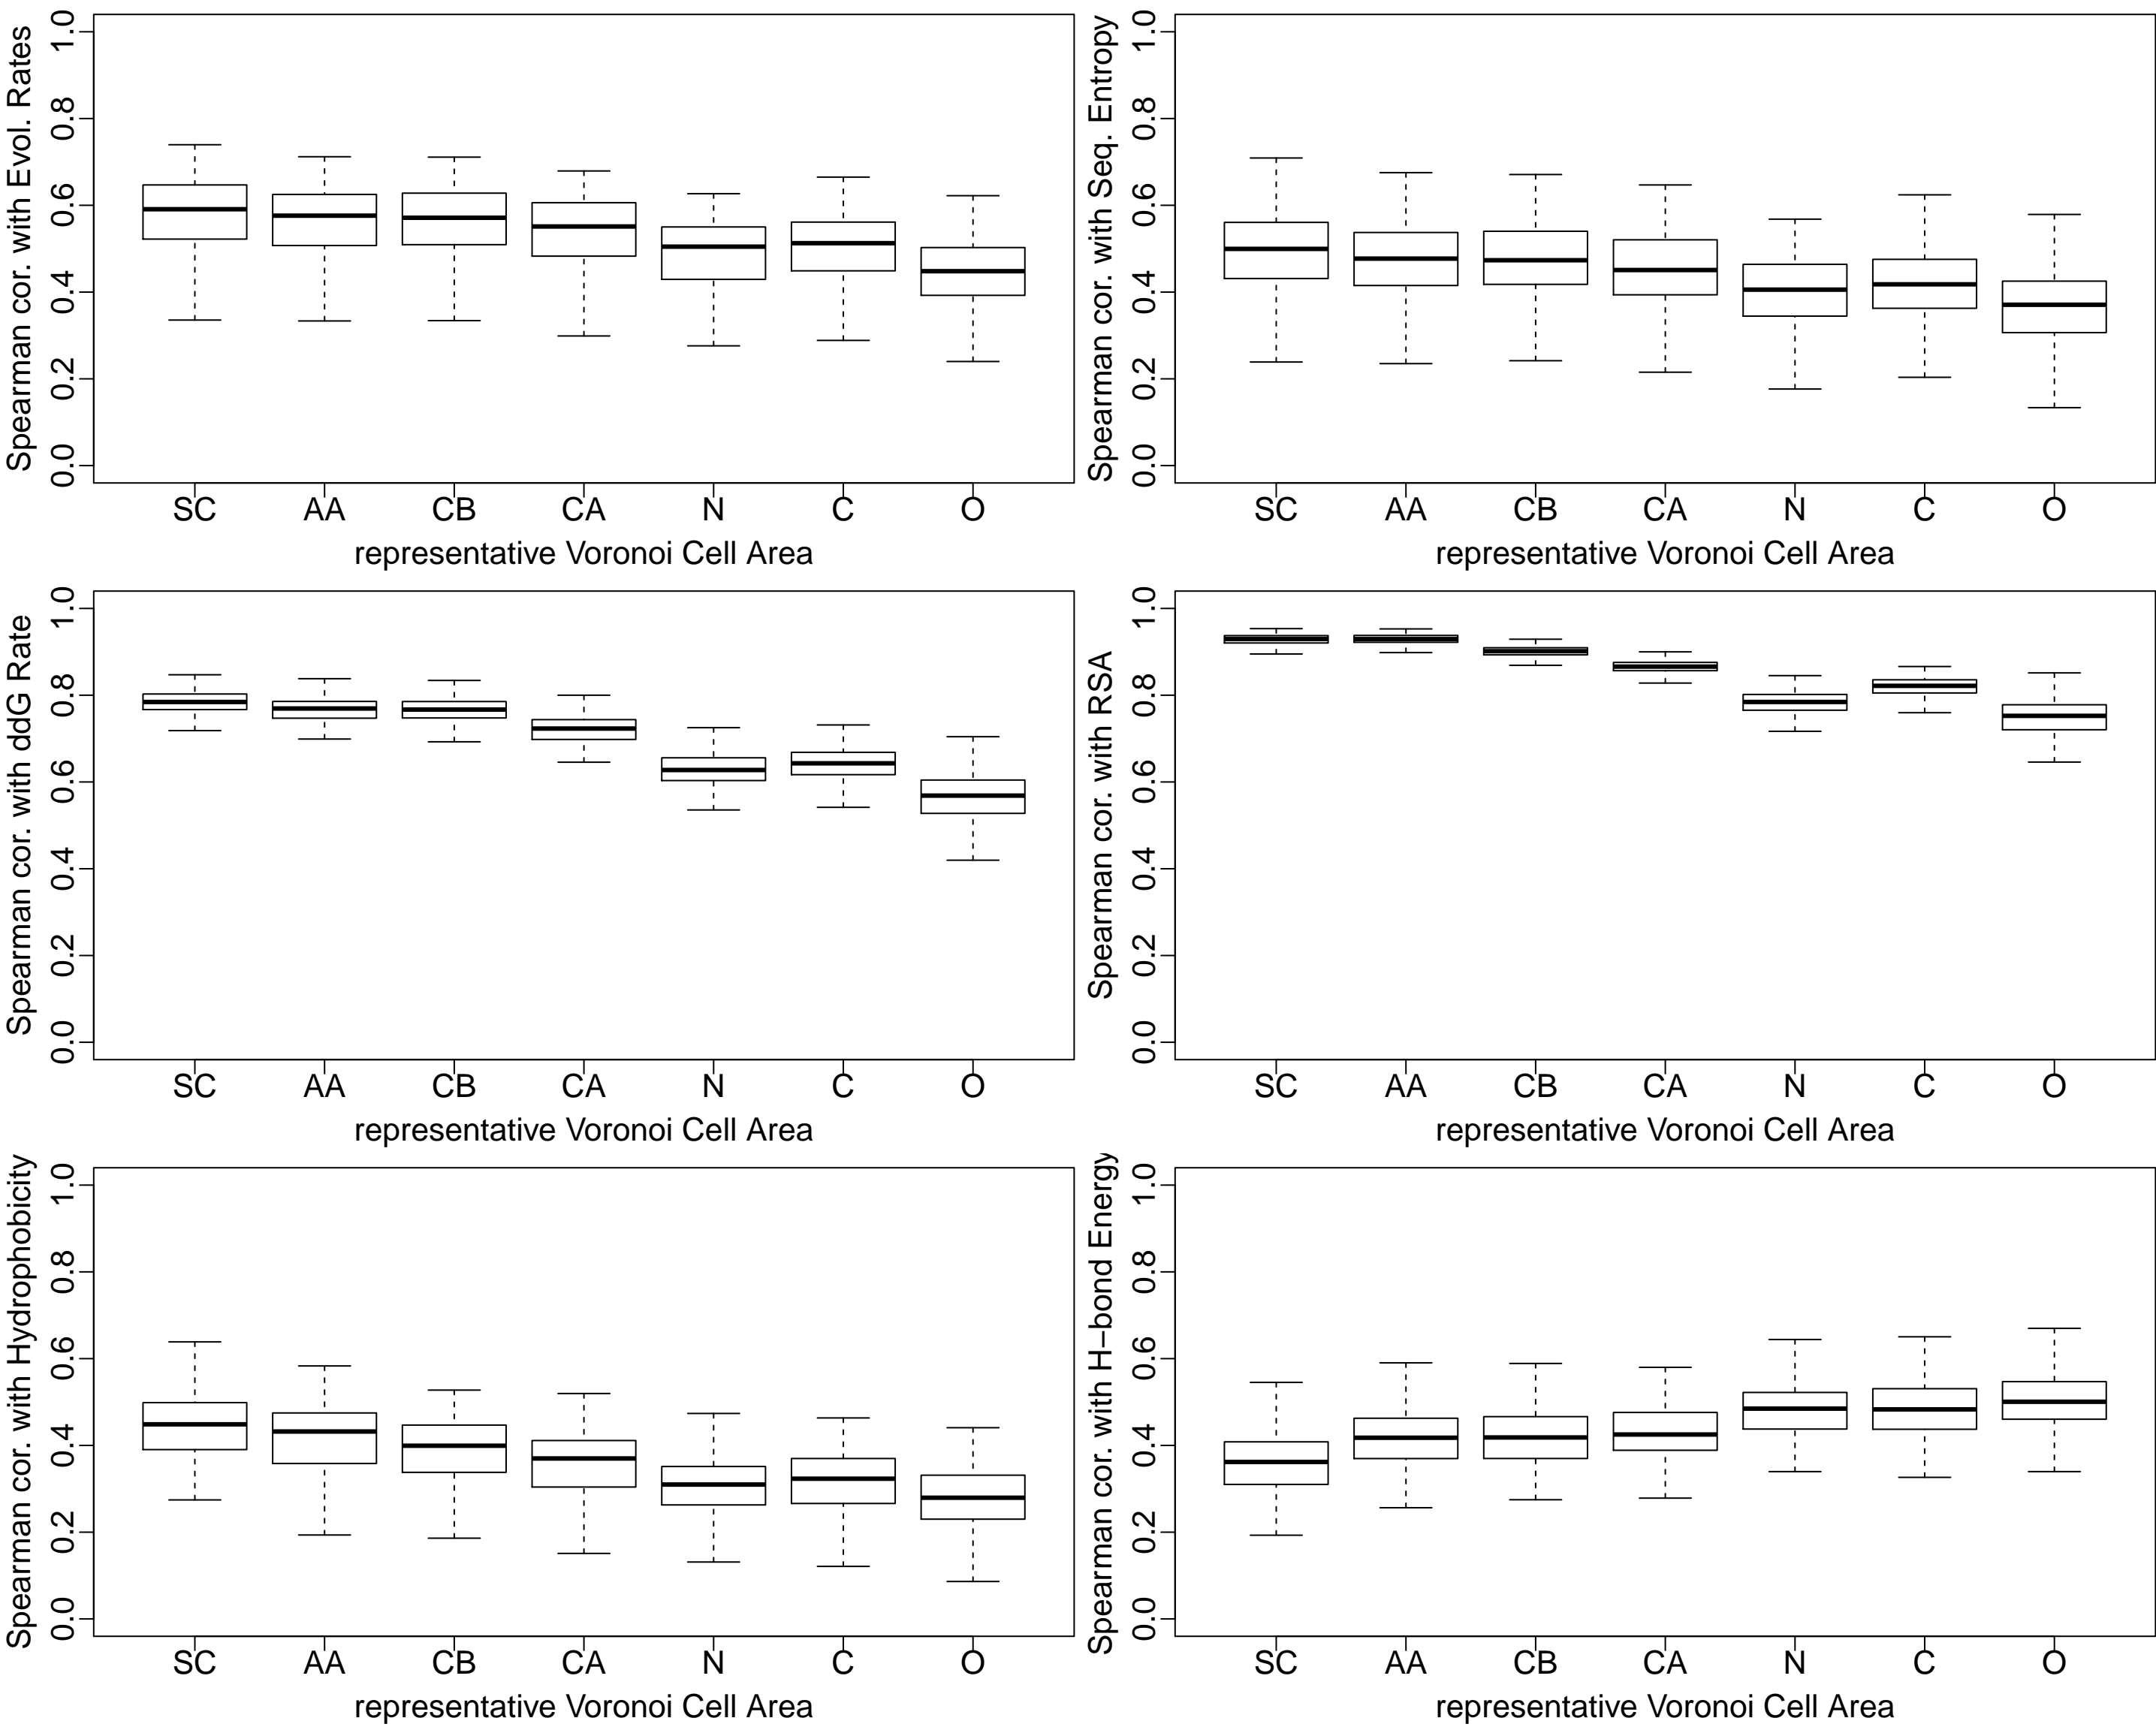 Spearman cor. with Evol. Rates
0.0 0.2 0.4 0.6 0.8 1.0
SC AA CB CA N C O
representative Voronoi Cell Area
Spearman cor. with Seq. Entropy
0.0 0.2 0.4 0.6 0.8 1.0
SC AA CB CA N C O
representative Voronoi Cell Area
Spearman cor. with ddG Rate
0.0 0.2 0.4 0.6 0.8 1.0
SC AA CB CA N C O
representative Voronoi Cell Area
Spearman cor. with RSA
0.0 0.2 0.4 0.6 0.8 1.0
SC AA CB CA N C O
representative Voronoi Cell Area
Spearman cor. with Hydrophobicity
0.0 0.2 0.4 0.6 0.8 1.0
SC AA CB CA N C O
representative Voronoi Cell Area
Spearman cor. with H−bond Energy
0.0 0.2 0.4 0.6 0.8 1.0
SC AA CB CA N C O
representative Voronoi Cell Area